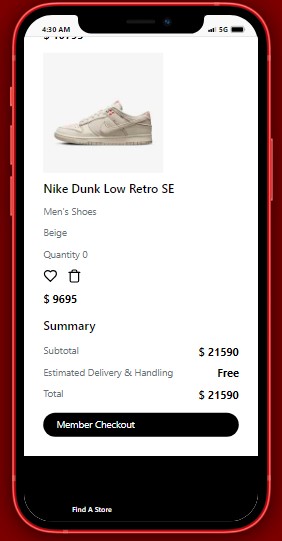 4:30 AM
5G
Nike Dunk Low Retro SE
Men's Shoes
Beige
Quantity 0
$ 9695
Summary
Subtotal
$ 21590
Estimated Delivery & Handling
Free
Total
$ 21590
Member Checkout
Find A Store